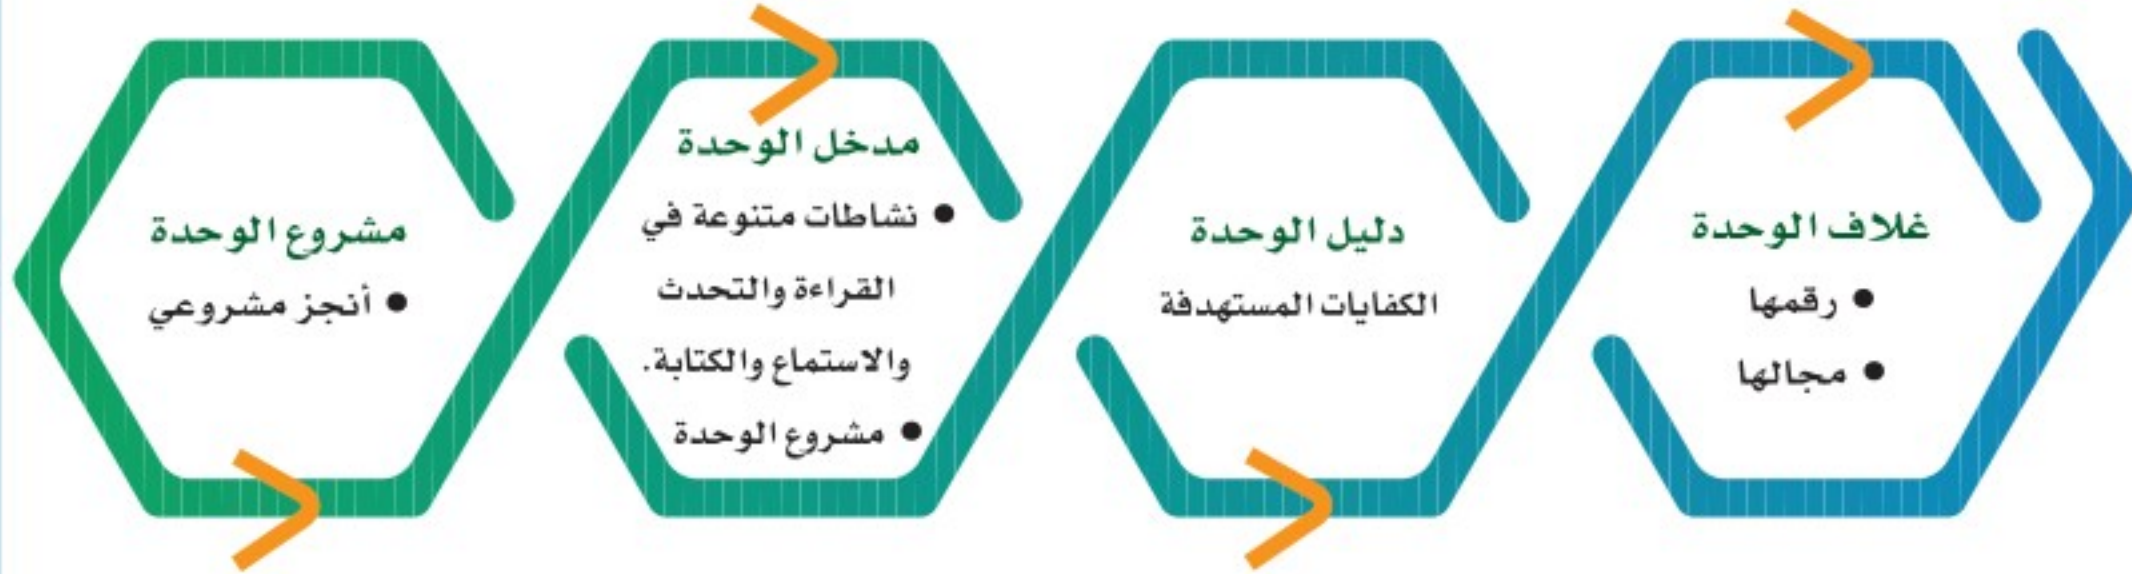 غلاف الوحدة
• رقمها
• مجالها
دليل الوحدة
الكفايات المستهدفة
مدخل الوحدة
• نشاطات متنوعة في
القراءة والتحدث
والاستماع والكتابة.
• مشروع الوحدة
مشروع الوحدة
• أنجز مشروعي